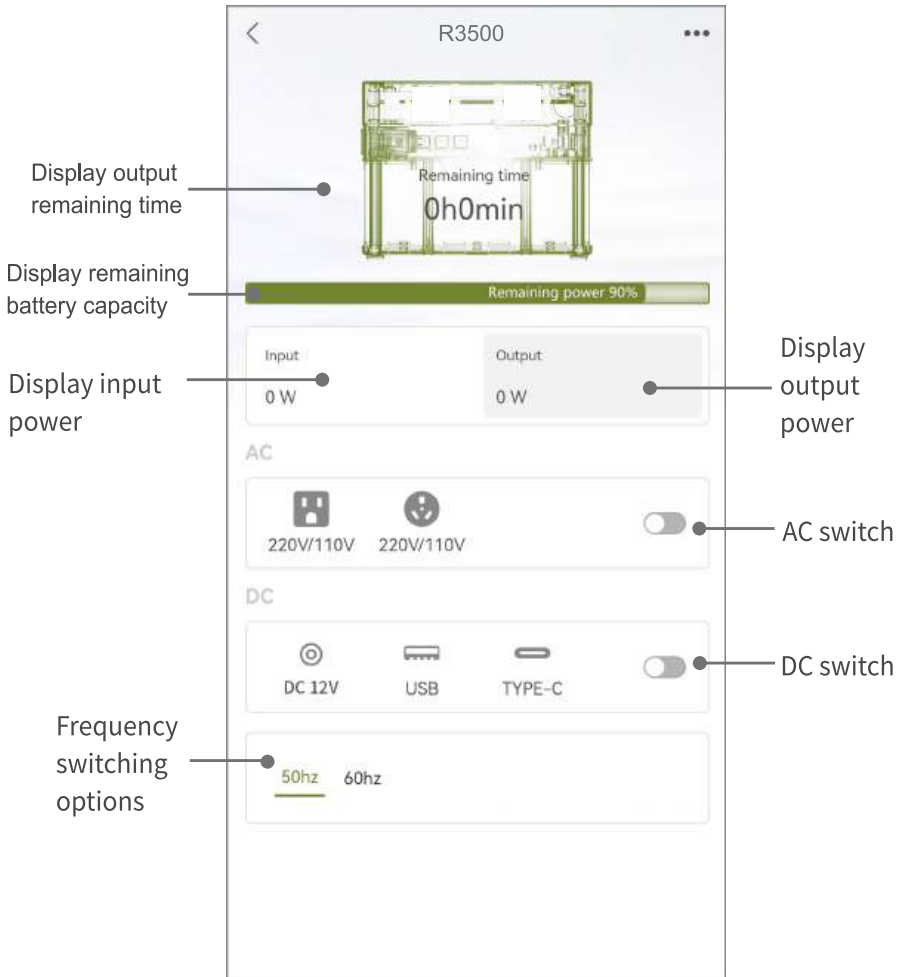 R3500
Display output
remaining time
Remaining time
0h0min
Display remaining
battery capacity
Remaining power 90%
Display input
power
Input
0 W
Output
0 W
Display
output
power
AC
220V/110V
220V/110V
AC switch
DC
DC 12V
USB
TYPE-C
DC switch
Frequency
switching
options
50hz
60hz